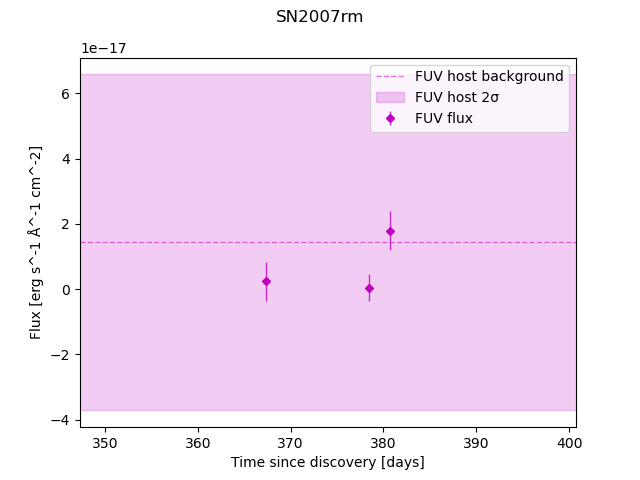 SN2007rm
1e−17
FUV host background
FUV host 2σ
FUV flux
6
4
2
0
−2
−4
Flux [erg s^-1 Å^-1 cm^-2]
350
360
370
380
390
400
Time since discovery [days]